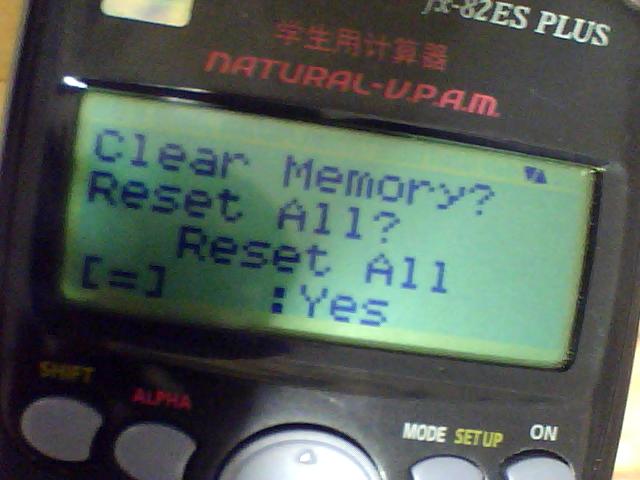 fx-82ES PLUS
学生用计算器
NATURAL-V.P.A.M.
Clear Memory?
Reset All?
Reset All
[=] :Yes
SHIFT
ALPHA
MODE SETUP
ON